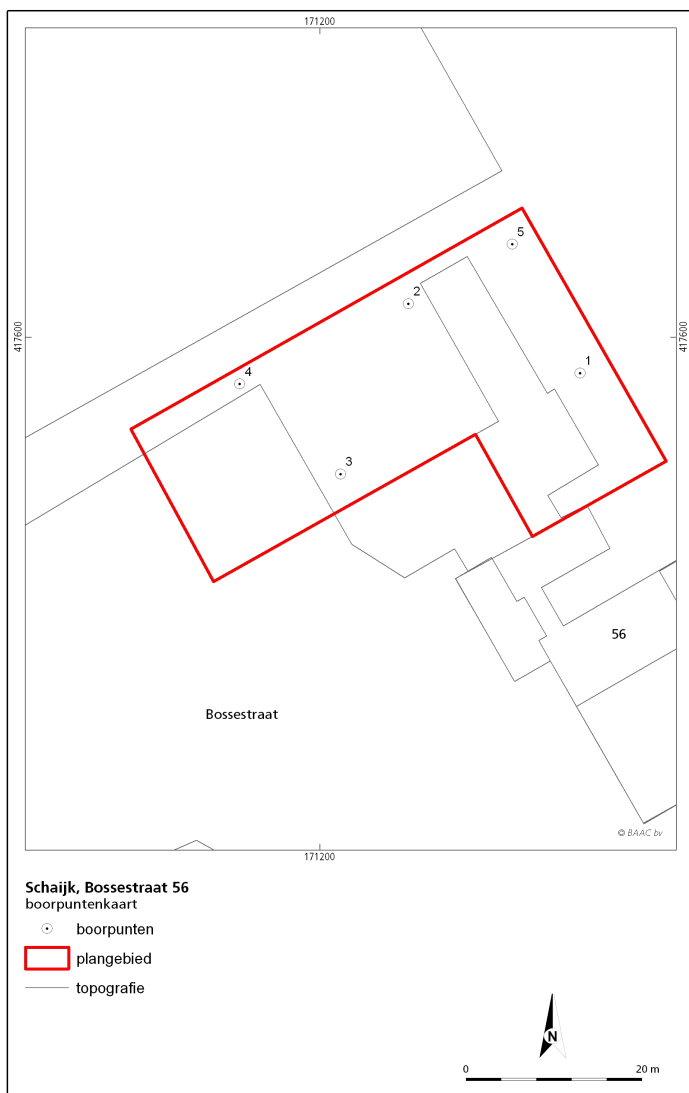 171200
5
2
417600
417600
1
4
3
56
Bossestraat
© BAAC bv
171200
Schaijk, Bossestraat 56
boorpuntenkaart
boorpunten
plangebied
topografie
N
0 20 m